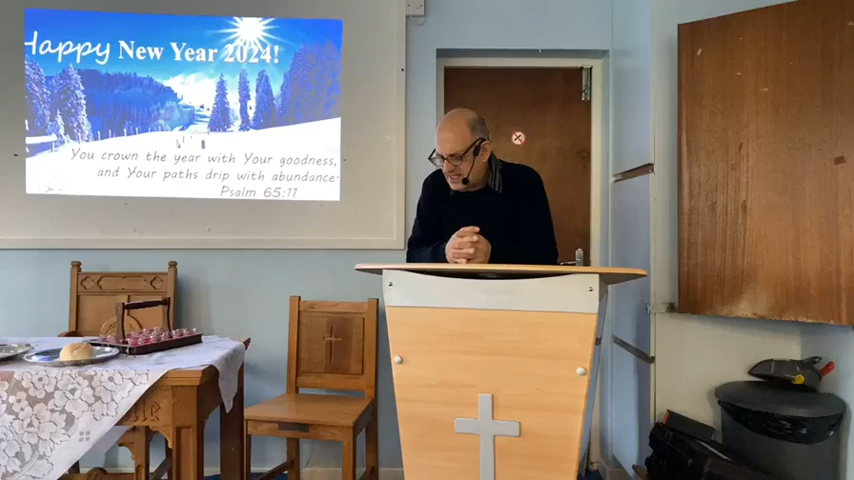 Happy New Year 2024!
You crown the year with Your goodness,
and Your paths drip with abundance.
Psalm 65:11